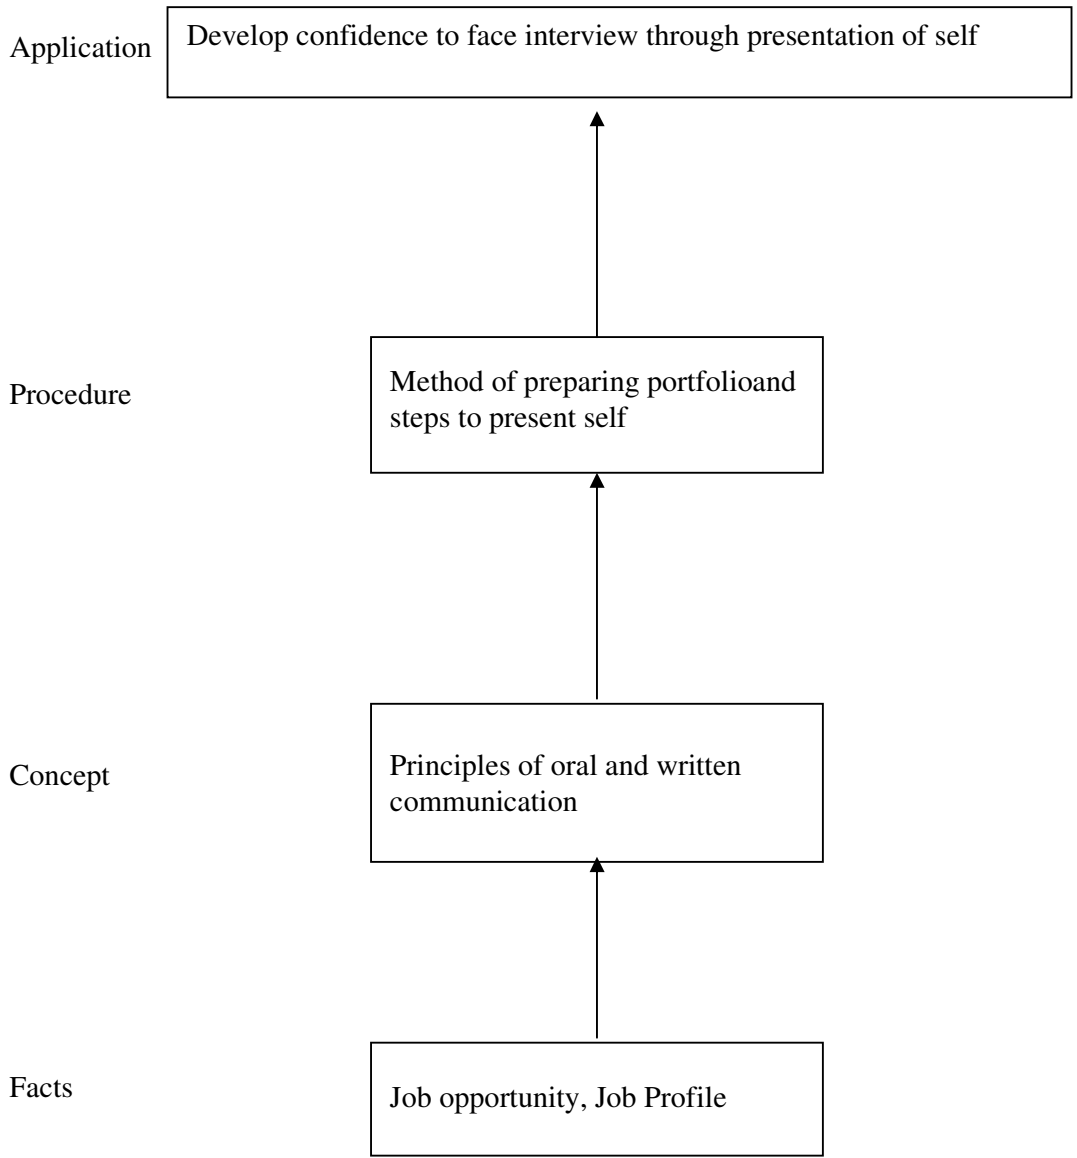 Application
Develop confidence to face interview through presentation of self
Procedure
Method of preparing portfolioand
steps to present self
Concept
Principles of oral and written
communication
Facts
Job opportunity, Job Profile